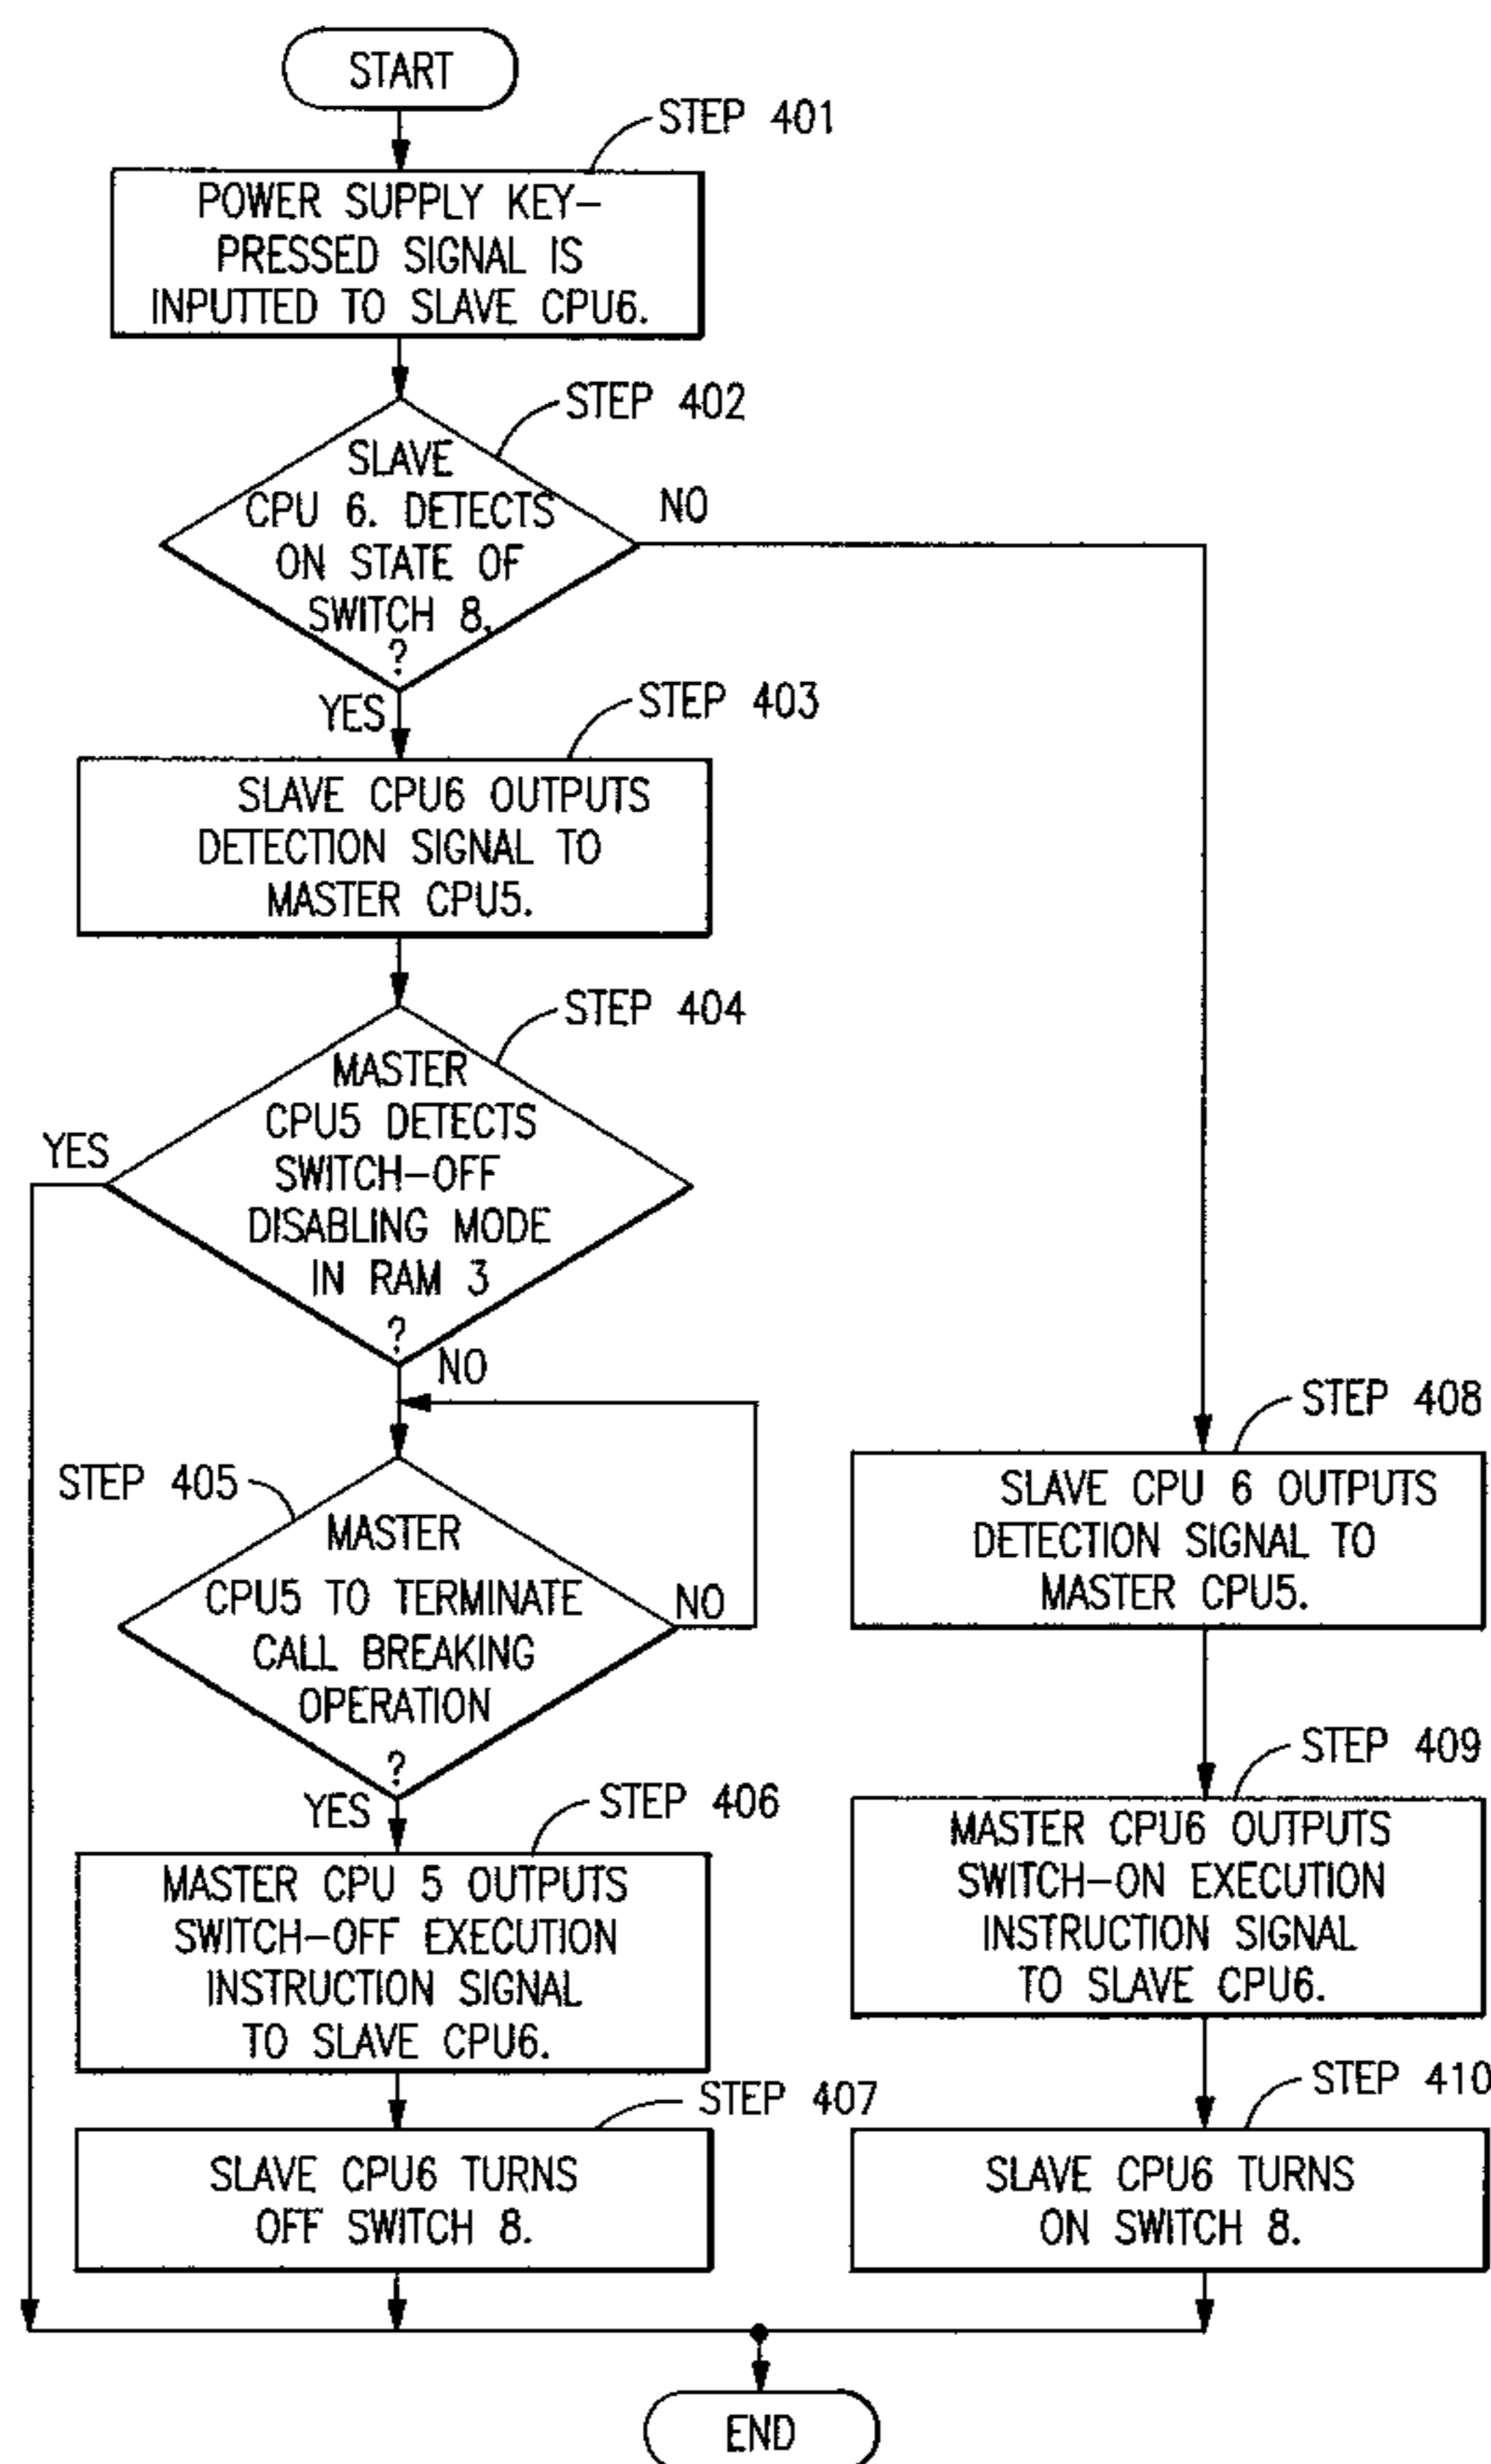 START
STEP 401
POWER SUPPLY KEY-
PRESSED SIGNAL IS
INPUTTED TO SLAVE CPU6.
STEP 402
SLAVE
CPU 6. DETECTS
ON STATE OF
SWITCH 8.
?
NO
YES
STEP 403
SLAVE CPU6 OUTPUTS
DETECTION SIGNAL TO
MASTER CPU5.
STEP 404
MASTER
CPU5 DETECTS
SWITCH-OFF
DISABLING MODE
IN RAM 3
?
YES
NO
STEP 405
MASTER
CPU5 TO TERMINATE
CALL BREAKING
OPERATION
?
NO
YES
STEP 406
MASTER CPU 5 OUTPUTS
SWITCH-OFF EXECUTION
INSTRUCTION SIGNAL
TO SLAVE CPU6.
STEP 407
SLAVE CPU6 TURNS
OFF SWITCH 8.
STEP 408
SLAVE CPU 6 OUTPUTS
DETECTION SIGNAL TO
MASTER CPU5.
STEP 409
MASTER CPU6 OUTPUTS
SWITCH-ON EXECUTION
INSTRUCTION SIGNAL
TO SLAVE CPU6.
STEP 410
SLAVE CPU6 TURNS
ON SWITCH 8.
END